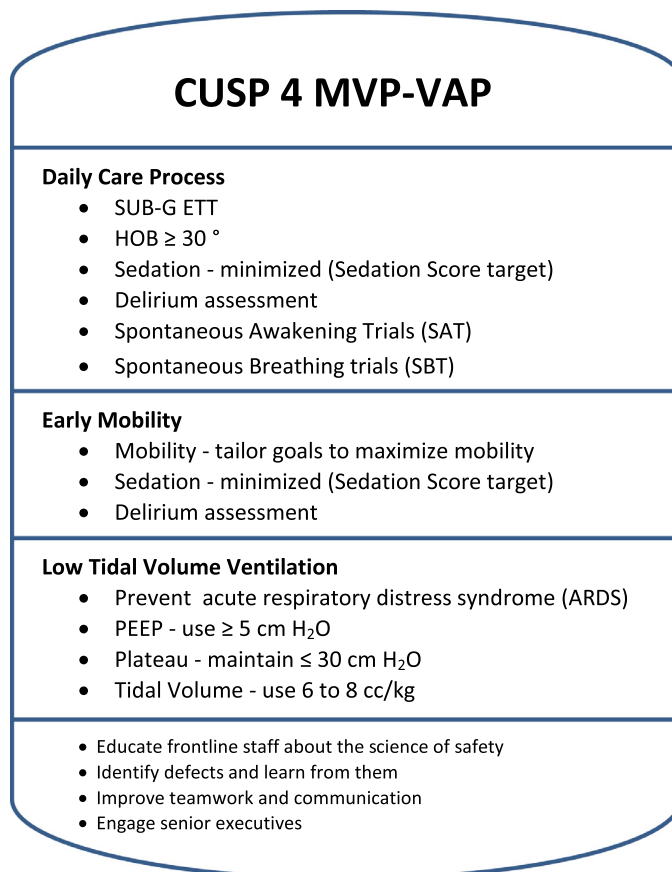 CUSP 4 MVP-VAP
Daily Care Process
• SUB-G ETT
• HOB ≥ 30 °
• Sedation - minimized (Sedation Score target)
• Delirium assessment
• Spontaneous Awakening Trials (SAT)
• Spontaneous Breathing trials (SBT)
Early Mobility
• Mobility - tailor goals to maximize mobility
• Sedation - minimized (Sedation Score target)
• Delirium assessment
Low Tidal Volume Ventilation
• Prevent  acute respiratory distress syndrome (ARDS)
• PEEP - use ≥ 5 cm H₂O
• Plateau - maintain ≤ 30 cm H₂O
• Tidal Volume - use 6 to 8 cc/kg
• Educate frontline staff about the science of safety
• Identify defects and learn from them
• Improve teamwork and communication
• Engage senior executives